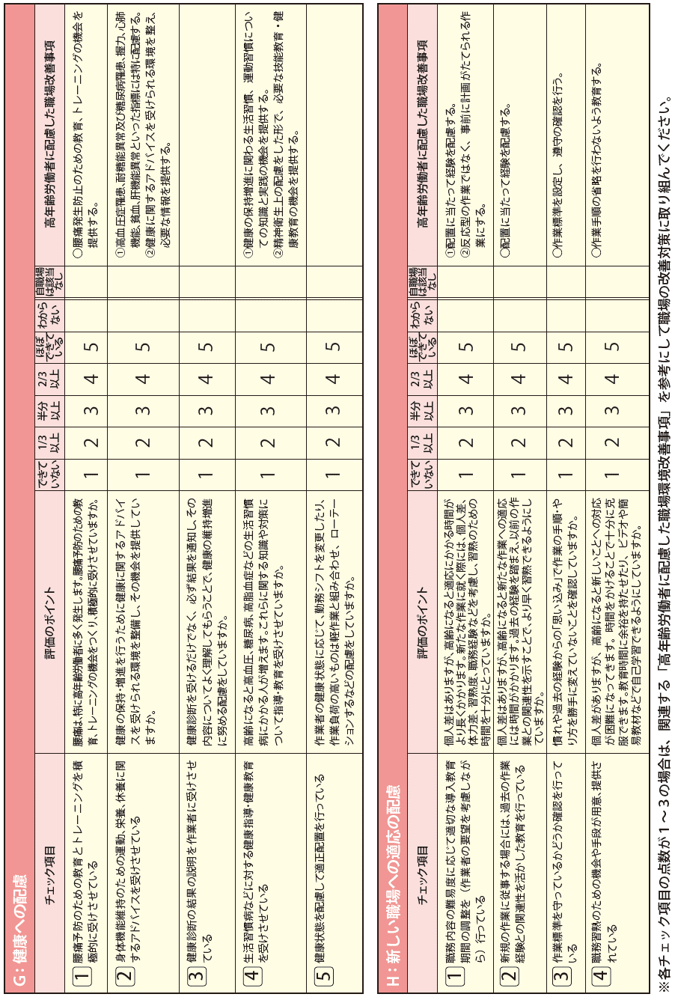 G：健康への配慮
チェック項目
評価のポイント
できて
いない
1/3
以上
半分
以上
2/3
以上
ほぼ
できて
いる
わから
ない
自職場
は該当
なし
高年齢労働者に配慮した職場改善事項
1
腰痛予防のための教育とトレーニングを積
極的に受けさせている
腰痛は、特に高年齢労働者に多く発生します。腰痛予防のための教
育、トレーニングの機会をつくり、積極的に受けさせていますか。
1 2 3 4 5
○腰痛発生防止のための教育、トレーニングの機会を
提供する。
2
身体機能維持のための運動、栄養、休養に関
するアドバイスを受けさせている
健康の保持・増進を行うために健康に関するアドバイ
スを受けられる環境を整備し、その機会を提供してい
ますか。
1 2 3 4 5
①高血圧症罹患、耐糖能異常及び糖尿病罹患、握力、心肺
機能、貧血、肝機能異常といった指標には特に配慮する。
②健康に関するアドバイスを受けられる環境を整え、
必要な情報を提供する。
3
健康診断の結果の説明を作業者に受けさせ
ている
健康診断を受けるだけでなく、必ず結果を通知し、その
内容についてよく理解してもらうことで、健康の維持増進
に努める配慮をしていますか。
1 2 3 4 5
4
生活習慣病などに対する健康指導・健康教育
を受けさせている
高齢になると高血圧、糖尿病、高脂血症などの生活習慣
病にかかる人が増えます。これらに関する知識や対策に
ついて指導・教育を受けさせていますか。
1 2 3 4 5
①健康の保持増進に関わる生活習慣、運動習慣につい
ての知識と実践の機会を提供する。
②精神衛生上の配慮をした形で、必要な技能教育・健
康教育の機会を提供する。
5
健康状態を配慮して適正配置を行っている
作業者の健康状態に応じて、勤務シフトを変更したり、
作業負荷の高いものは軽作業と組み合わせ、ローテー
ションするなどの配慮をしていますか。
1 2 3 4 5
H：新しい職場への適応の配慮
チェック項目
評価のポイント
できて
いない
1/3
以上
半分
以上
2/3
以上
ほぼ
できて
いる
わから
ない
自職場
は該当
なし
高年齢労働者に配慮した職場改善事項
1
職務内容の難易度に応じて適切な導入教育
期間の調整を（作業者の要望を考慮しなが
ら）行っている
個人差はありますが、高齢になると適応にかかる時間が
より長くかかります。新たな作業に就く際には、個人差、
体力差、習熟度、職務経験などを考慮し、習熟のための
時間を十分にとっていますか。
1 2 3 4 5
①配置に当たって経験を配慮する。
②反応型の作業ではなく、事前に計画がたてられる作
業にする。
2
新規の作業に従事する場合には、過去の作業
経験との関連性を活かした教育を行っている
個人差はありますが、高齢になると新たな作業への適応
には時間がかかります。過去の経験を踏まえ、以前の作
業との関連性を示すことで、より早く習熟できるようにし
ていますか。
1 2 3 4 5
○配置に当たって経験を配慮する。
3
作業標準を守っているかどうか確認を行って
いる
慣れや過去の経験からの「思い込み」で作業の手順・や
り方を勝手に変えていないことを確認していますか。
1 2 3 4 5
○作業標準を設定し、遵守の確認を行う。
4
職務習熟のための機会や手段が用意、提供さ
れている
個人差がありますが、高齢になると新しいことへの対応
が困難になってきます。時間をかけることで十分に克
服できます。教育時間に余裕を持たせたり、ビデオや簡
易教材などで自己学習できるようにしていますか。
1 2 3 4 5
○作業手順の省略を行わないよう教育する。
※各チェック項目の点数が１～３の場合は、関連する「高年齢労働者に配慮した職場環境改善事項」を参考にして職場の改善対策に取り組んでください。